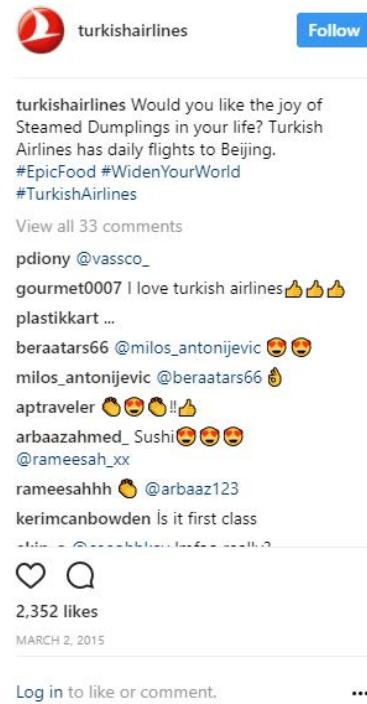 turkishairlines
Follow
turkishairlines Would you like the joy of
Steamed Dumplings in your life? Turkish
Airlines has daily flights to Beijing.
#EpicFood #WidenYourWorld
#TurkishAirlines
View all 33 comments
pdiony @vassco_
gourmet0007 I love turkish airlines👍👍👍
plastikkart ...
beraatars66 @milos_antonijevic 😍😍
milos_antonijevic @beraatars66 👌
aptraveler 👏😍👏!!👍
arbaazahmed_ Sushi😍😍😍
@rameesah_xx
rameesahhh 👏 @arbaaz123
kerimcanbowden İs it first class
2,352 likes
MARCH 2, 2015
Log in to like or comment.